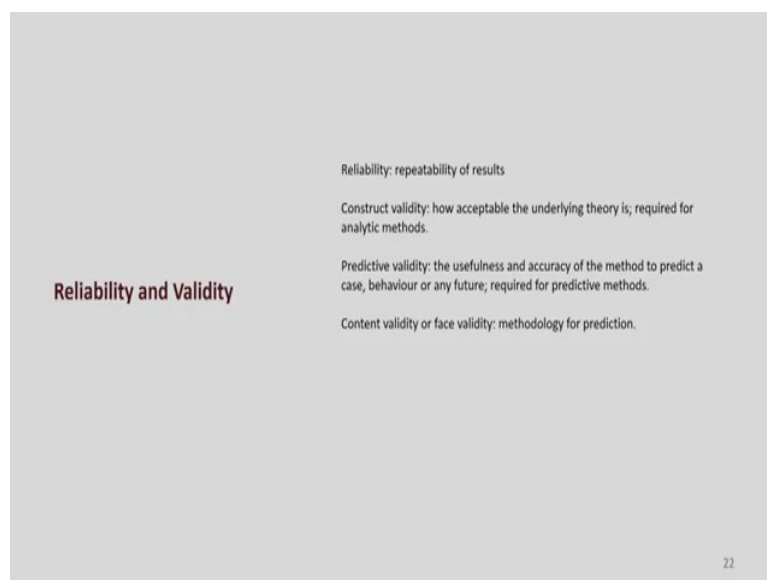 Reliability and Validity
Reliability: repeatability of results
Construct validity: how acceptable the underlying theory is; required for
analytic methods.
Predictive validity: the usefulness and accuracy of the method to predict a
case, behaviour or any future; required for predictive methods.
Content validity or face validity: methodology for prediction.
22